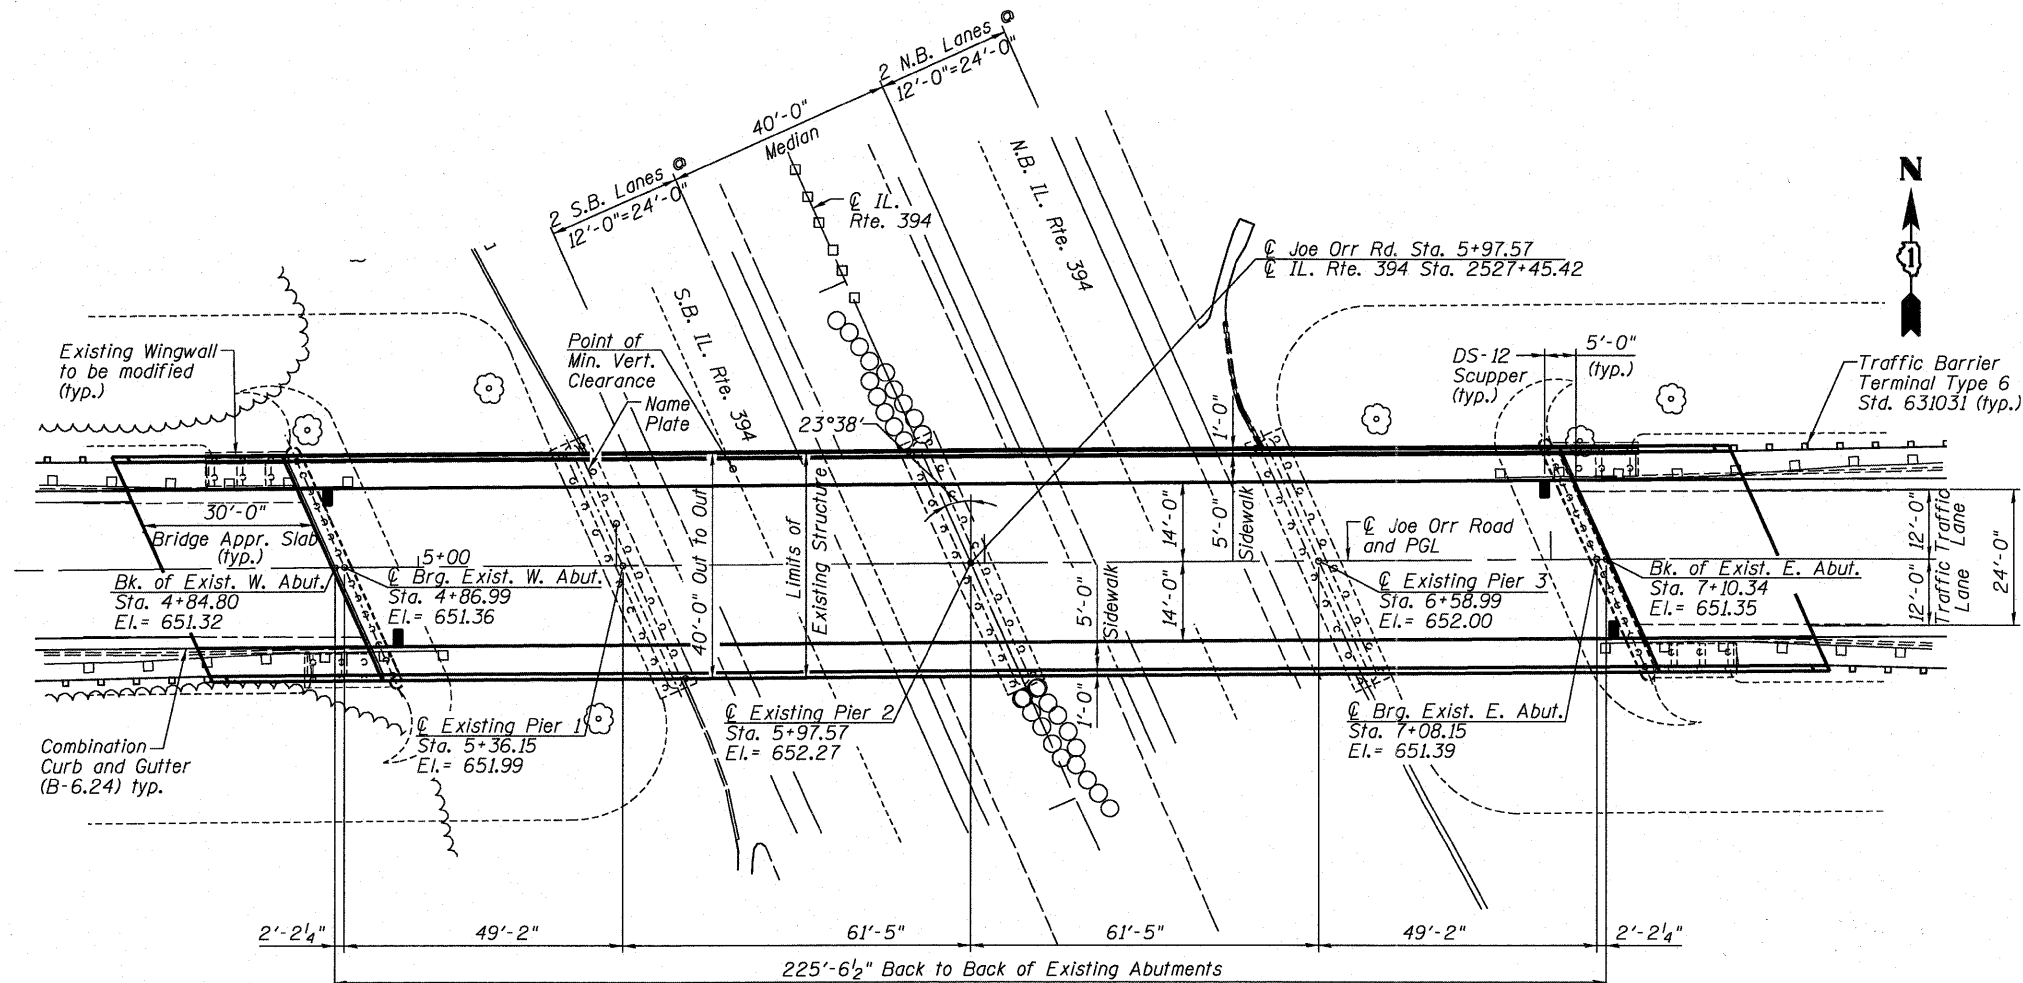 2 N.B. Lanes @
12'-0"=24'-0"
40'-0"
Median
2 S.B. Lanes @
12'-0"=24'-0"
℄ IL.
Rte. 394
N.B. IL. Rte. 394
S.B. IL. Rte. 394
N
1
℄ Joe Orr Rd. Sta. 5+97.57
℄ IL. Rte. 394 Sta. 2527+45.42
Existing Wingwall
to be modified
(typ.)
Point of
Min. Vert.
Clearance
Name
Plate
23°38'
1'-0"
DS-12
Scupper
(typ.)
5'-0"
(typ.)
Traffic Barrier
Terminal Type 6
Std. 631031 (typ.)
30'-0"
Bridge Appr. Slab
(typ.)
5+00
Bk. of Exist. W. Abut.
Sta. 4+84.80
El.= 651.32
℄ Brg. Exist. W. Abut.
Sta. 4+86.99
El.= 651.36
40'-0" Out to Out
Limits of
Existing Structure
14'-0"
14'-0"
5'-0"
Sidewalk
5'-0"
Sidewalk
1'-0"
℄ Joe Orr Road
and PGL
℄ Existing Pier 3
Sta. 6+58.99
El.= 652.00
Bk. of Exist. E. Abut.
Sta. 7+10.34
El.= 651.35
12'-0"
Traffic
Lane
12'-0"
Traffic
Lane
24'-0"
Combination
Curb and Gutter
(B-6.24) typ.
℄ Existing Pier 1
Sta. 5+36.15
El.= 651.99
℄ Existing Pier 2
Sta. 5+97.57
El.= 652.27
℄ Brg. Exist. E. Abut.
Sta. 7+08.15
El.= 651.39
2'-2¼"
49'-2"
61'-5"
61'-5"
49'-2"
2'-2¼"
225'-6½" Back to Back of Existing Abutments